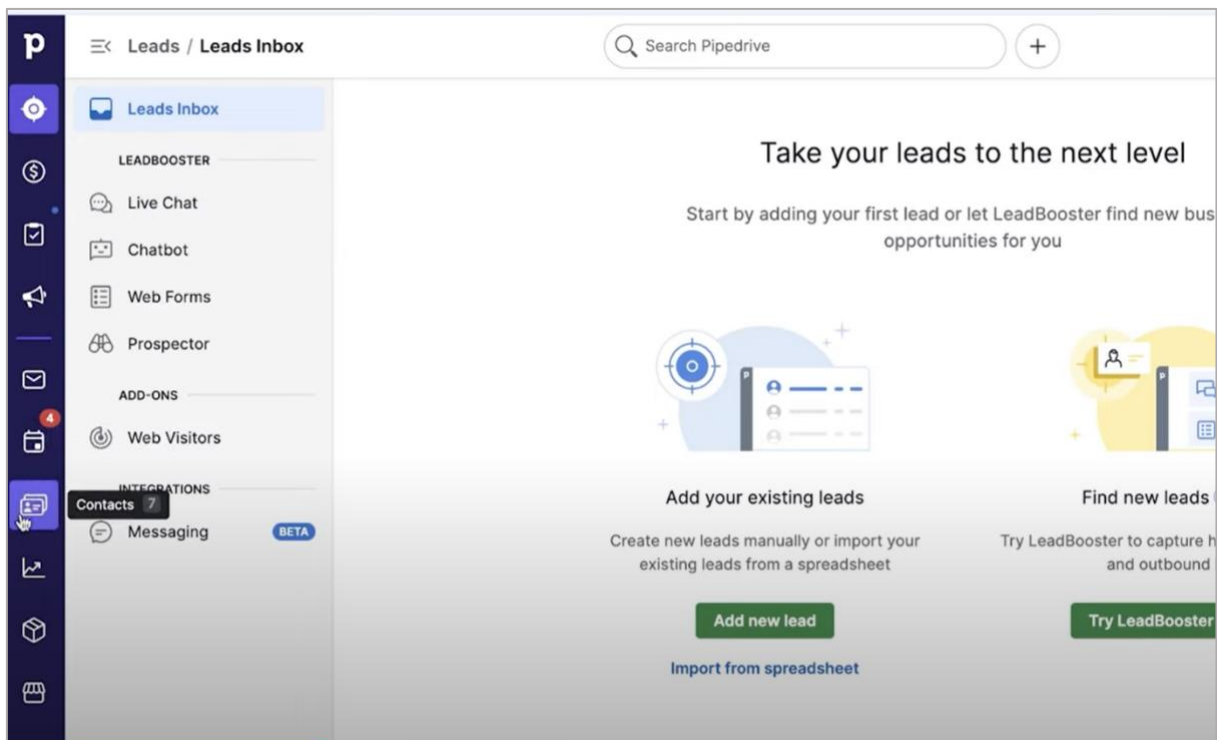 p
Leads / Leads Inbox
Search Pipedrive
+
Leads Inbox
LEADBOOSTER
Live Chat
Chatbot
Web Forms
Prospector
ADD-ONS
4
Web Visitors
INTEGRATIONS
Contacts 7
Messaging BETA
Take your leads to the next level
Start by adding your first lead or let LeadBooster find new bus
opportunities for you
Add your existing leads
Create new leads manually or import your
existing leads from a spreadsheet
Add new lead
Import from spreadsheet
Find new leads
Try LeadBooster to capture h
and outbound
Try LeadBooster